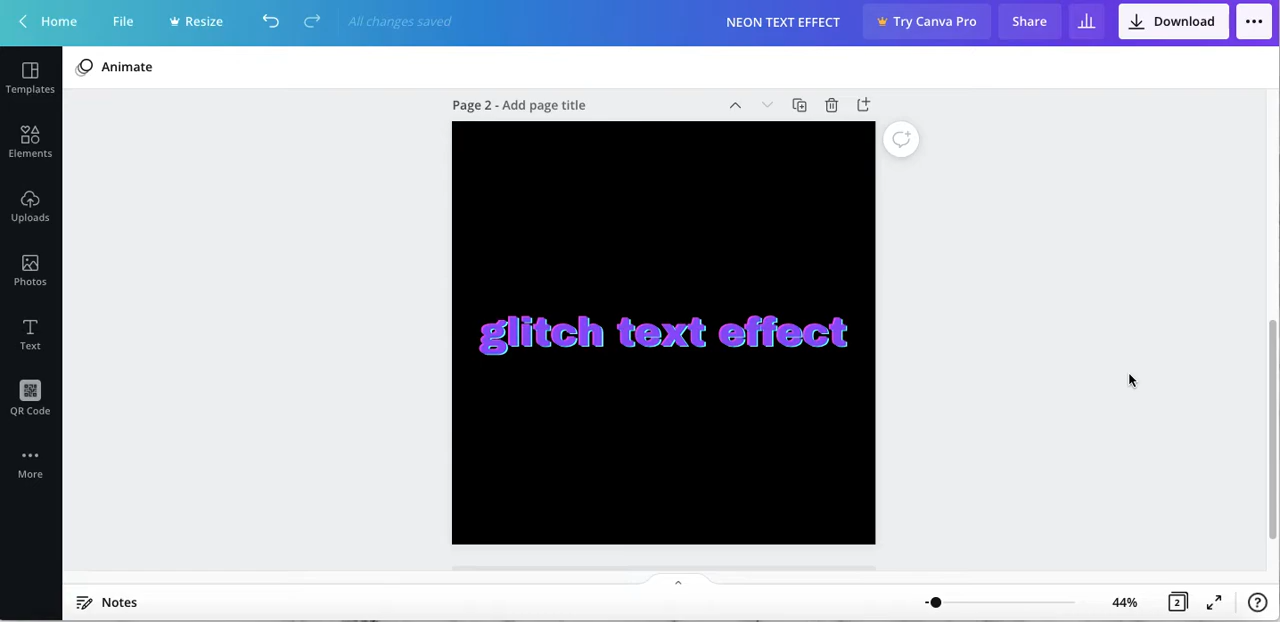 Home File Resize All changes saved NEON TEXT EFFECT Try Canva Pro Share Download
Templates
Animate
Page 2 - Add page title
Elements
Uploads
Photos
Text
QR Code
More
glitch text effect
Notes 44% 2 ?